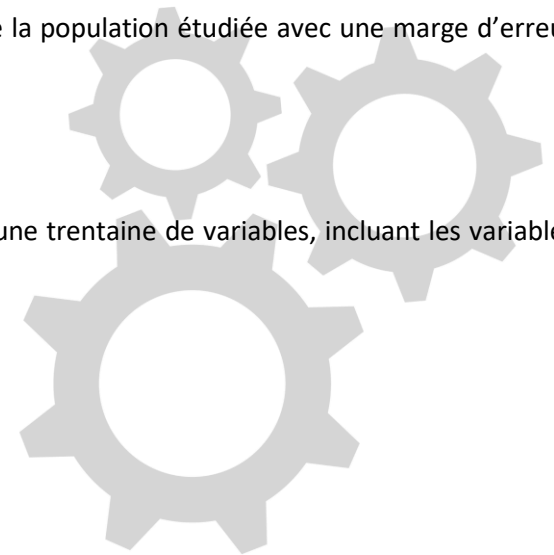 la population étudiée avec une marge d’erreu
une trentaine de variables, incluant les variable